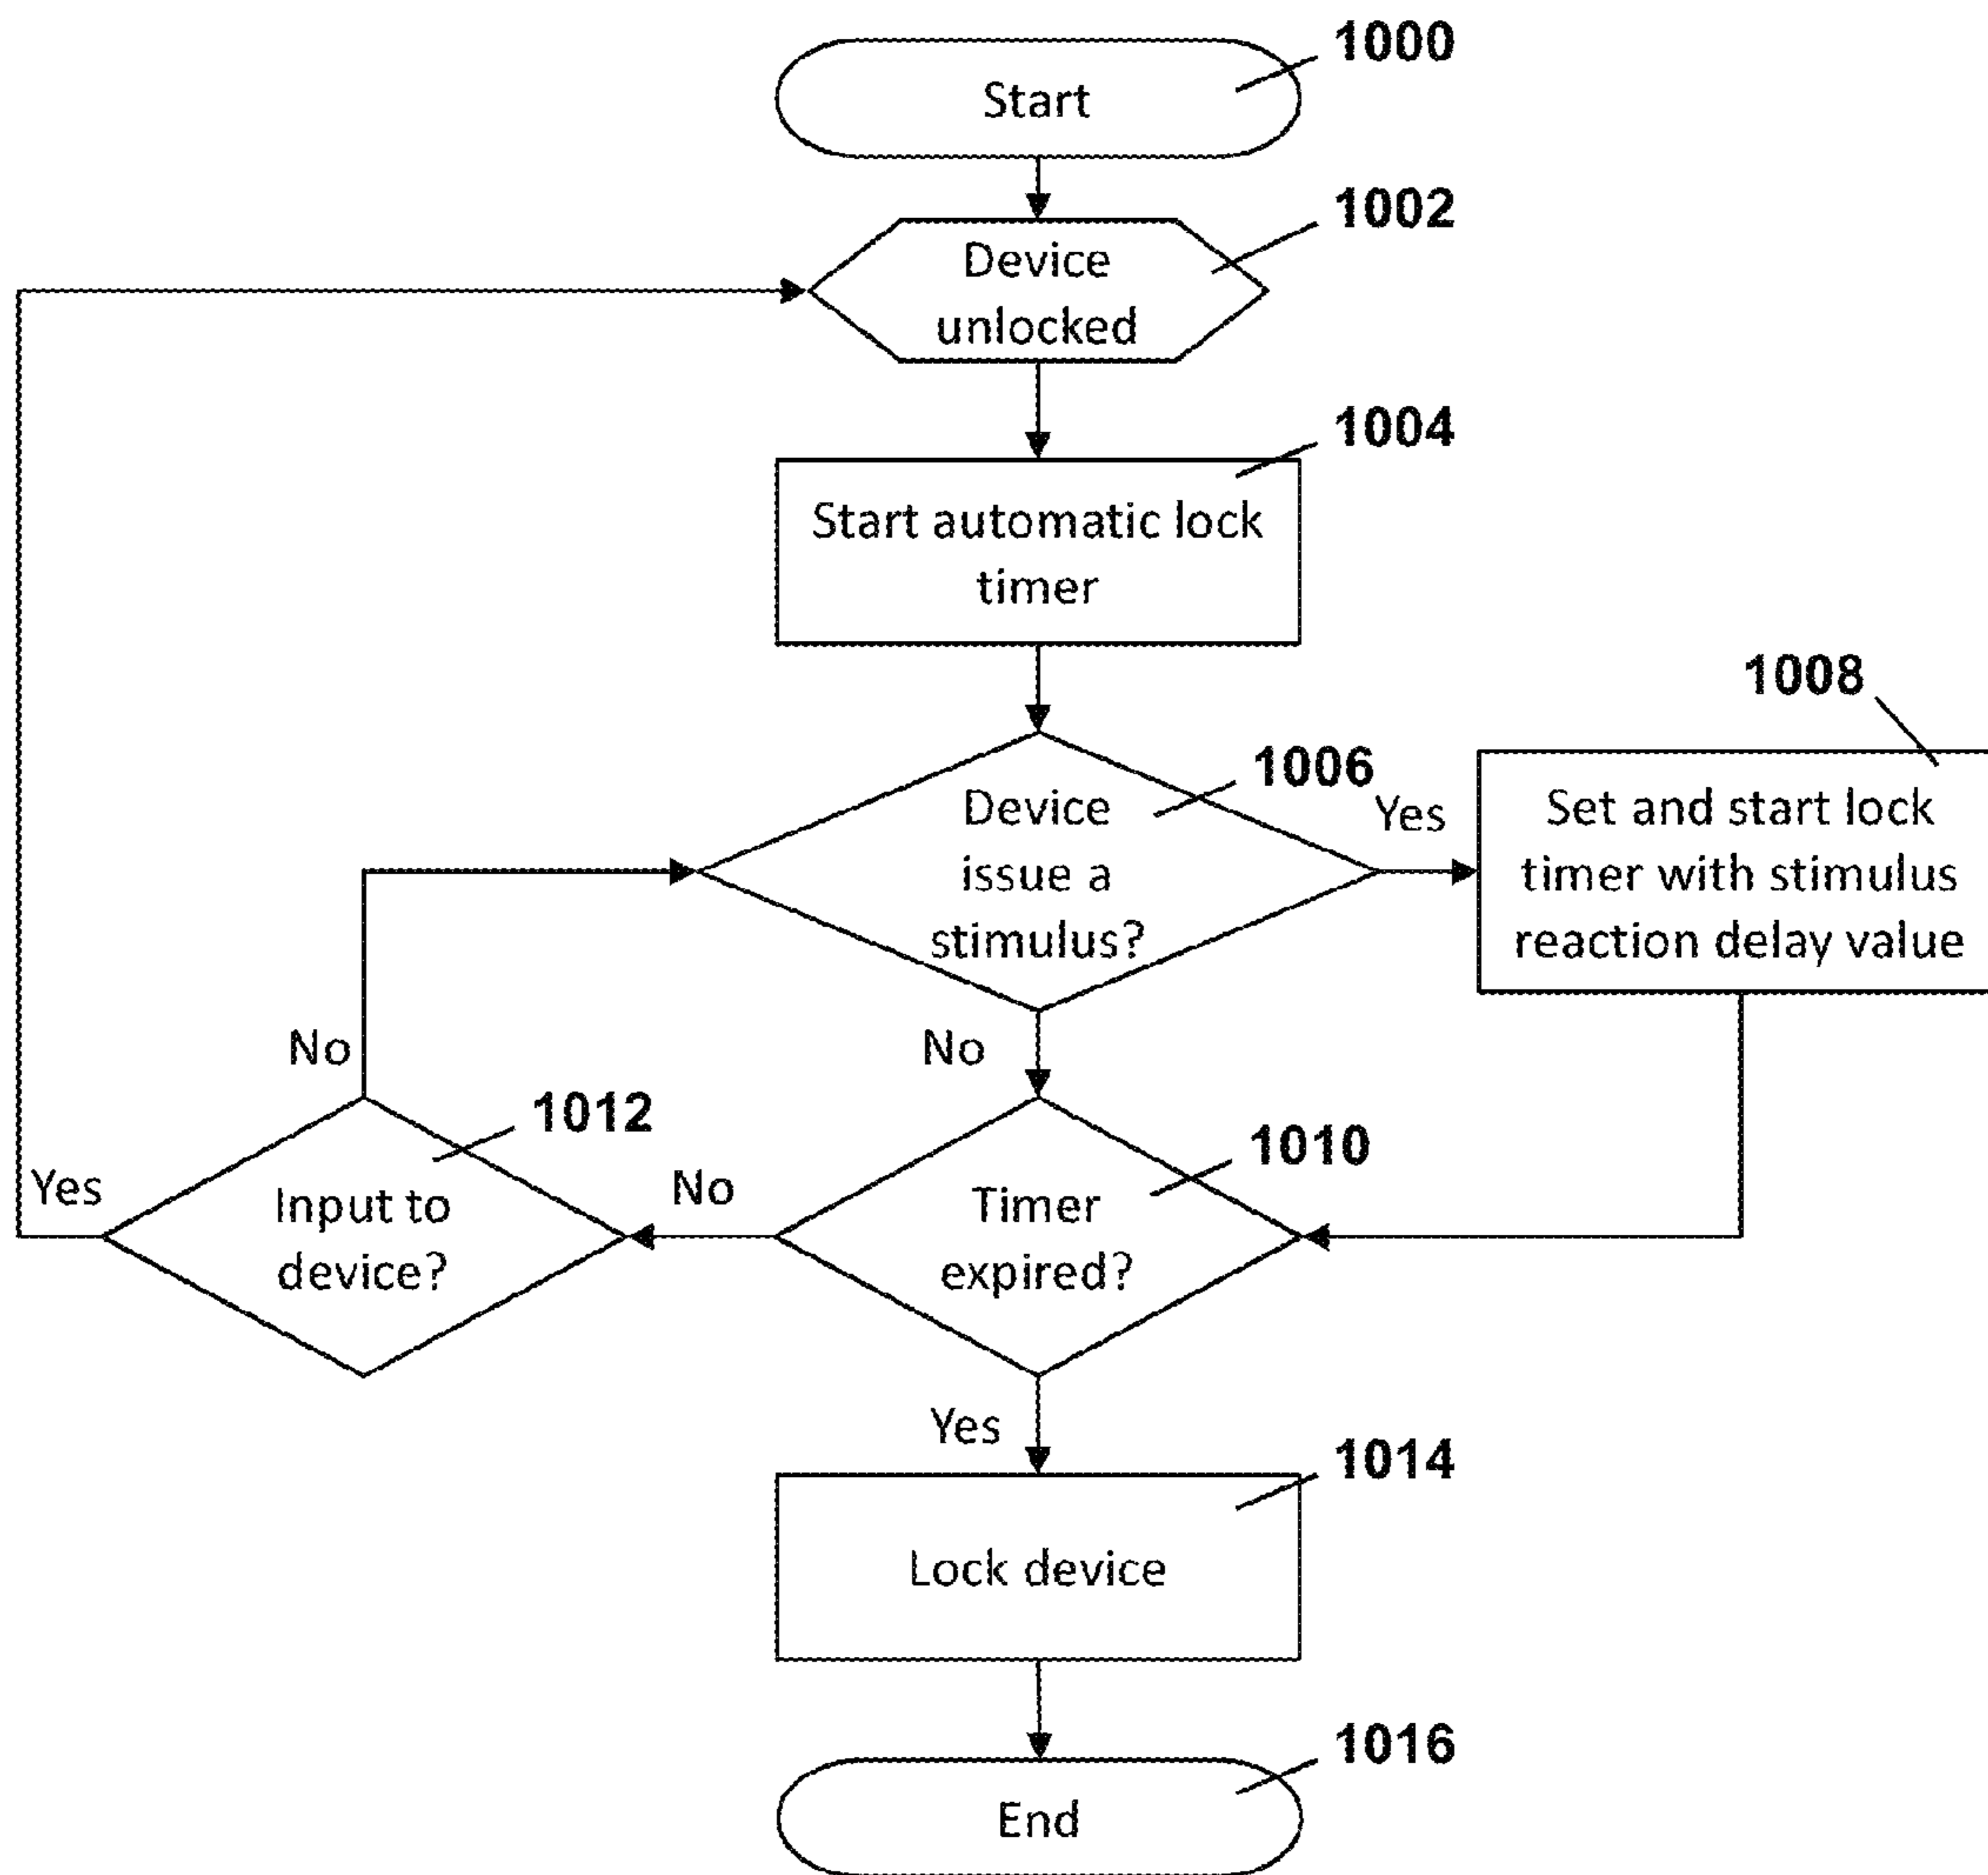 1000
Start
1002
Device
unlocked
1004
Start automatic lock
timer
1008
1006
Device
issue a
stimulus?
Yes
Set and start lock
timer with stimulus
reaction delay value
No
No
1012
1010
Yes
Input to
device?
No
Timer
expired?
Yes
1014
Lock device
1016
End